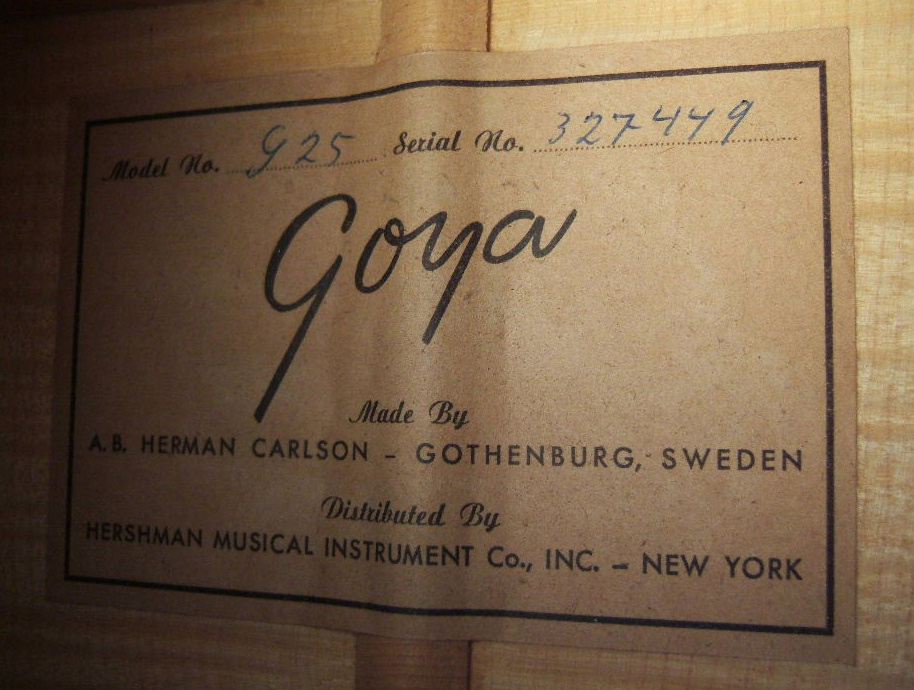 Model No. G 25 Serial No. 327449
Goya
Made By
A.B. HERMAN CARLSON – GOTHENBURG, SWEDEN
Distributed By
HERSHMAN MUSICAL INSTRUMENT Co., INC. – NEW YORK